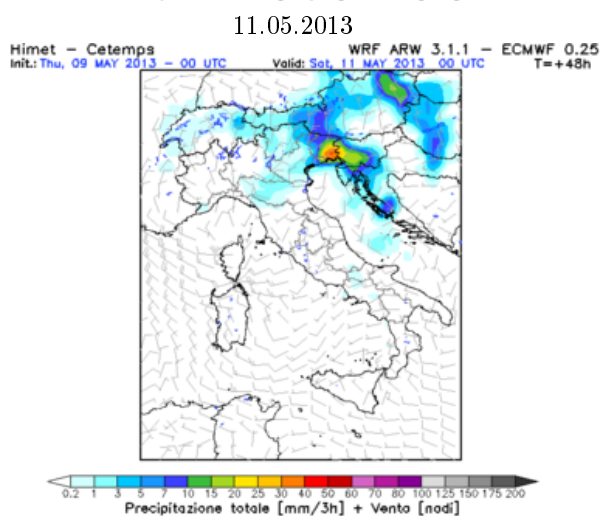 11.05.2013
Himet – Cetemps WRF ARW 3.1.1 – ECMWF 0.25
Init.: Thu, 09 MAY 2013 – 00 UTC Valid: Sat, 11 MAY 2013 00 UTC T=+48h
0.2 1 3 5 7 10 15 20 25 30 40 50 60 70 80 100 125 150 175 200
Precipitazione totale [mm/3h] + Vento [nodi]